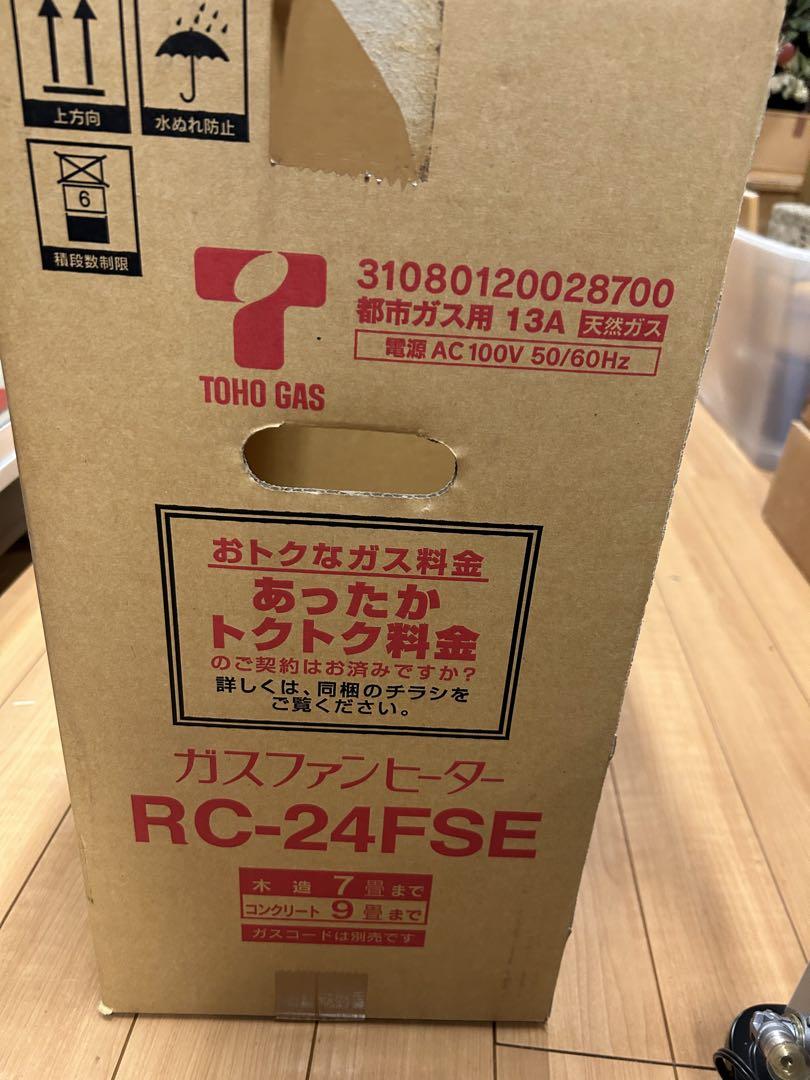 上方向
水ぬれ防止
6
積段数制限
TOHO GAS
31080120028700
都市ガス用 13A 天然ガス
電源 AC100V 50/60Hz
おトクなガス料金
あったか
トクトク料金
のご契約はお済みですか?
詳しくは、同梱のチラシを
ご覧ください。
ガスファンヒーター
RC-24FSE
木造 7畳まで
コンクリート 9畳まで
ガスコードは別売です